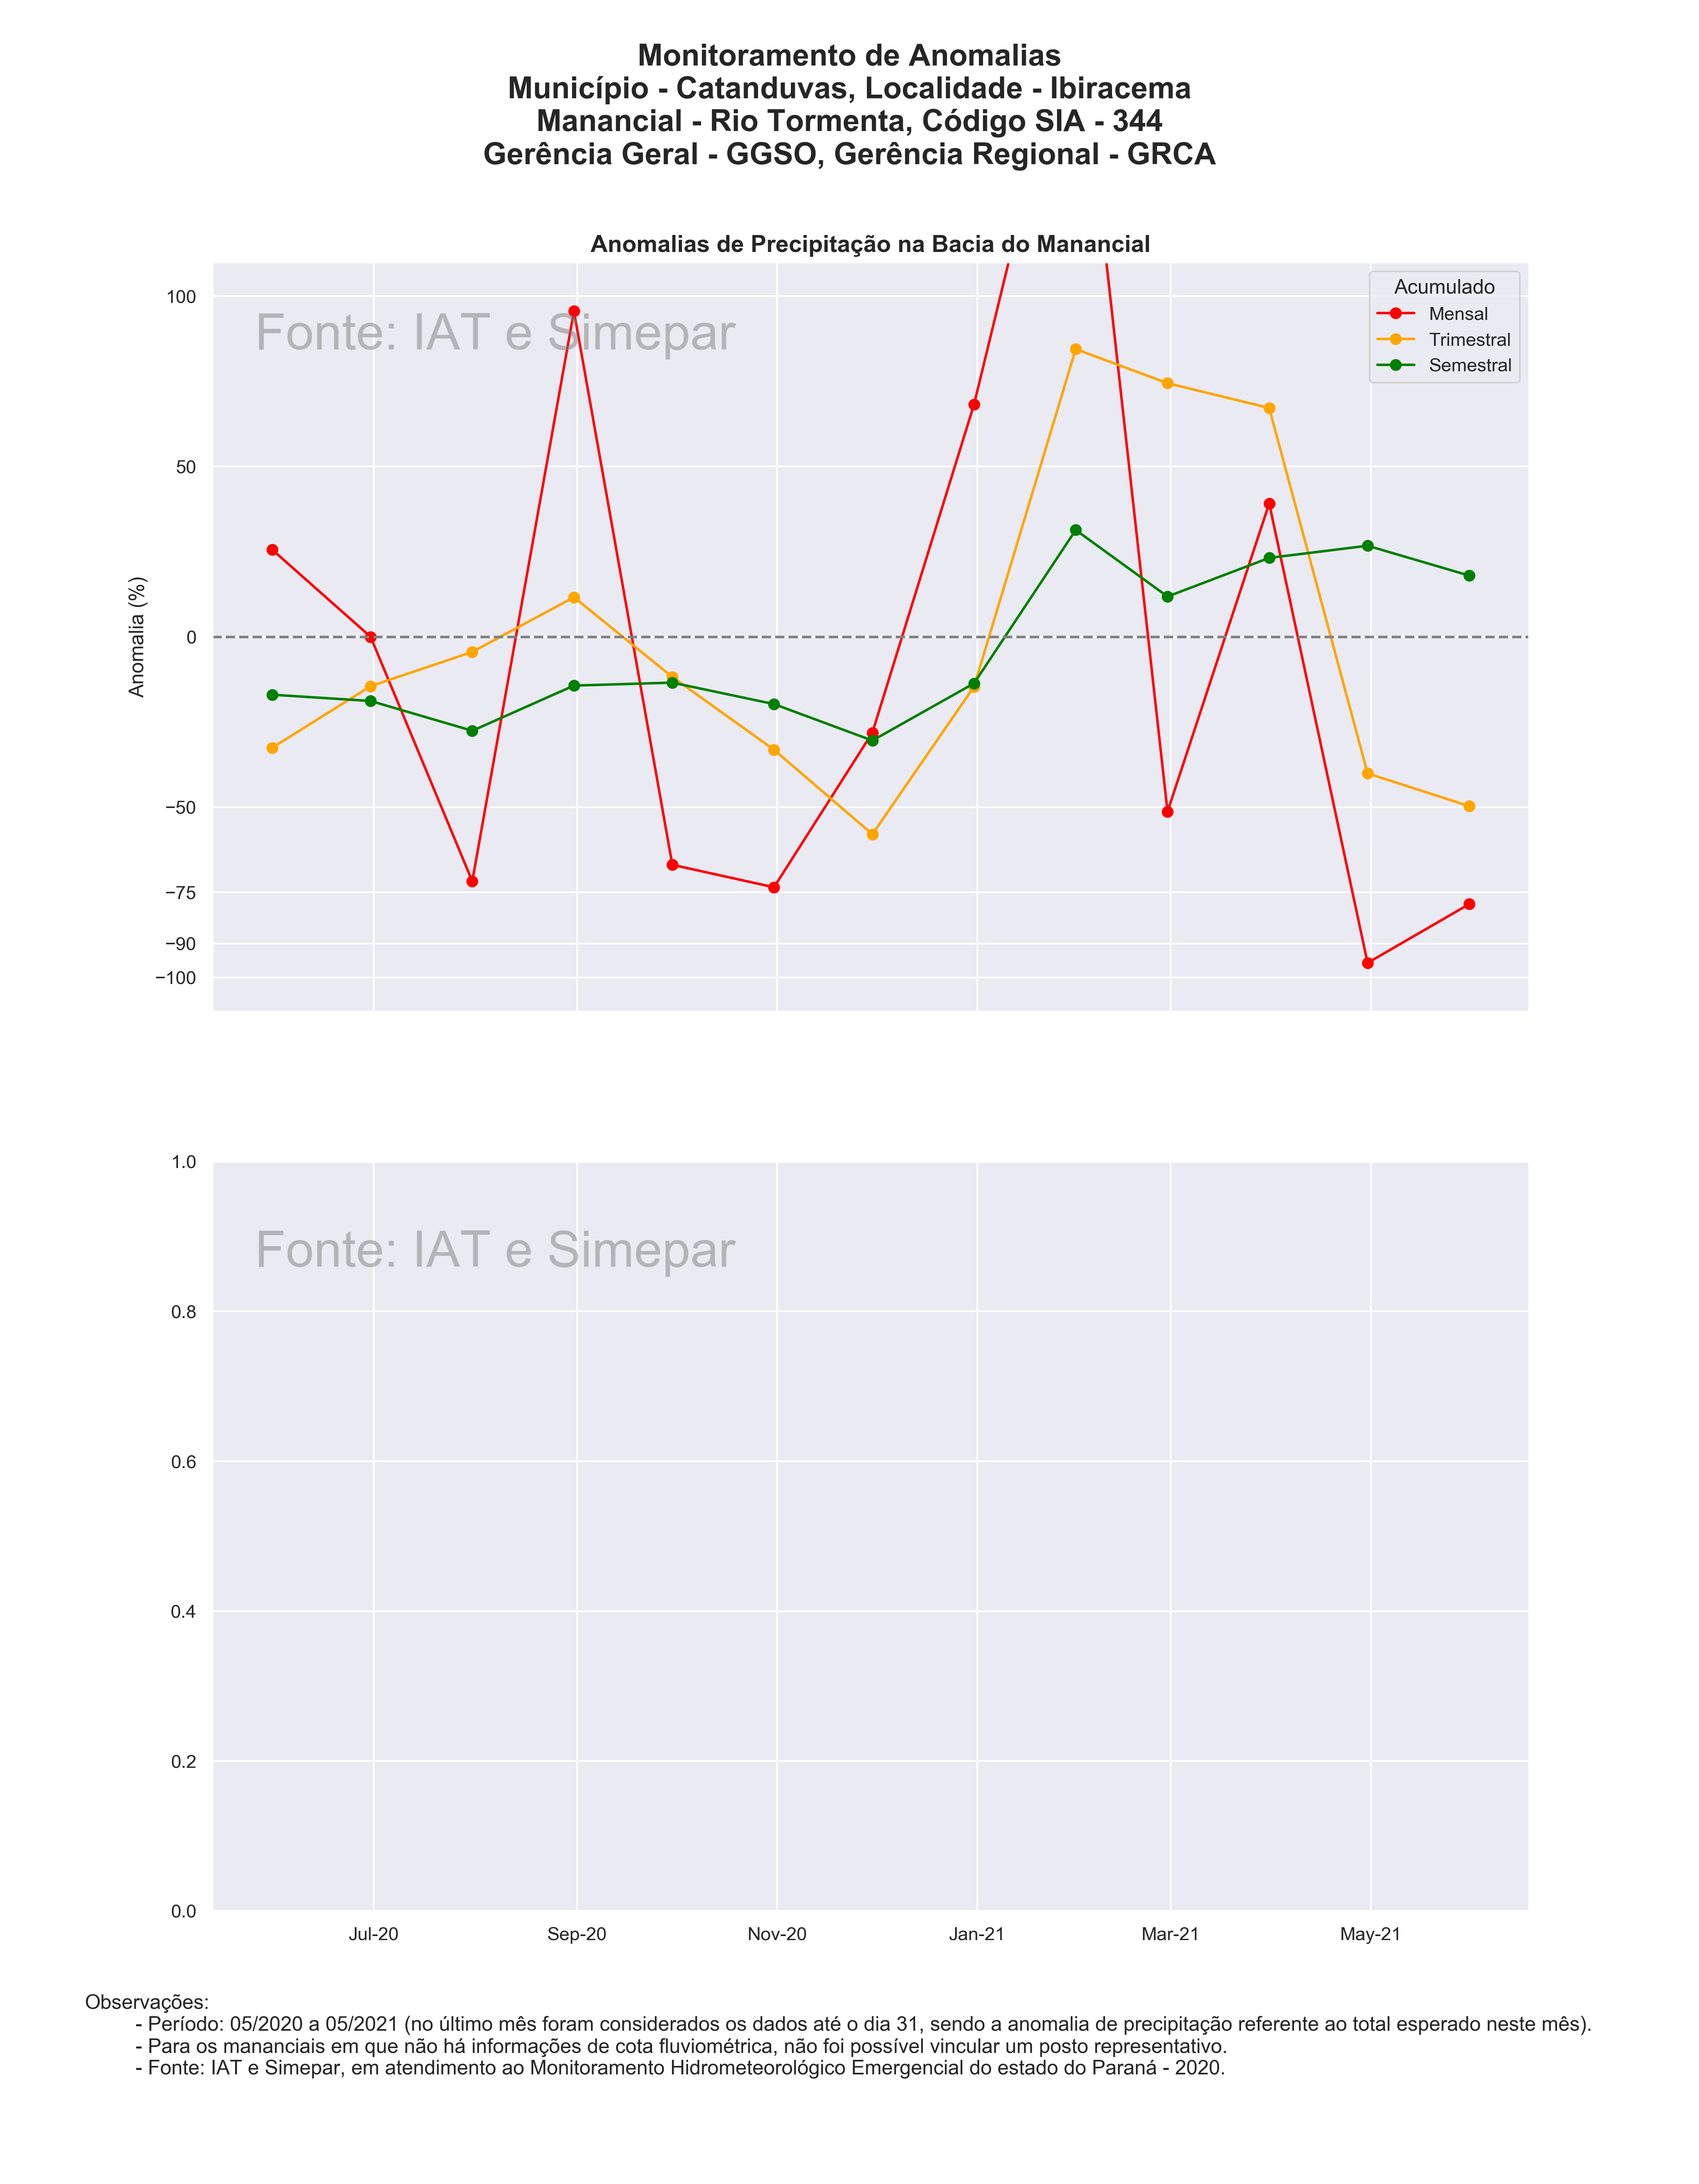 Monitoramento de Anomalias
Município - Catanduvas, Localidade - Ibiracema
Manancial - Rio Tormenta, Código SIA - 344
Gerência Geral - GGSO, Gerência Regional - GRCA
Anomalias de Precipitação na Bacia do Manancial
Fonte: IAT e Simepar
Acumulado
Mensal
Trimestral
Semestral
Anomalia (%)
100
50
0
−50
−75
−90
−100
Fonte: IAT e Simepar
1.0
0.8
0.6
0.4
0.2
0.0
Jul-20 Sep-20 Nov-20 Jan-21 Mar-21 May-21
Observações:
- Período: 05/2020 a 05/2021 (no último mês foram considerados os dados até o dia 31, sendo a anomalia de precipitação referente ao total esperado neste mês).
- Para os mananciais em que não há informações de cota fluviométrica, não foi possível vincular um posto representativo.
- Fonte: IAT e Simepar, em atendimento ao Monitoramento Hidrometeorológico Emergencial do estado do Paraná - 2020.